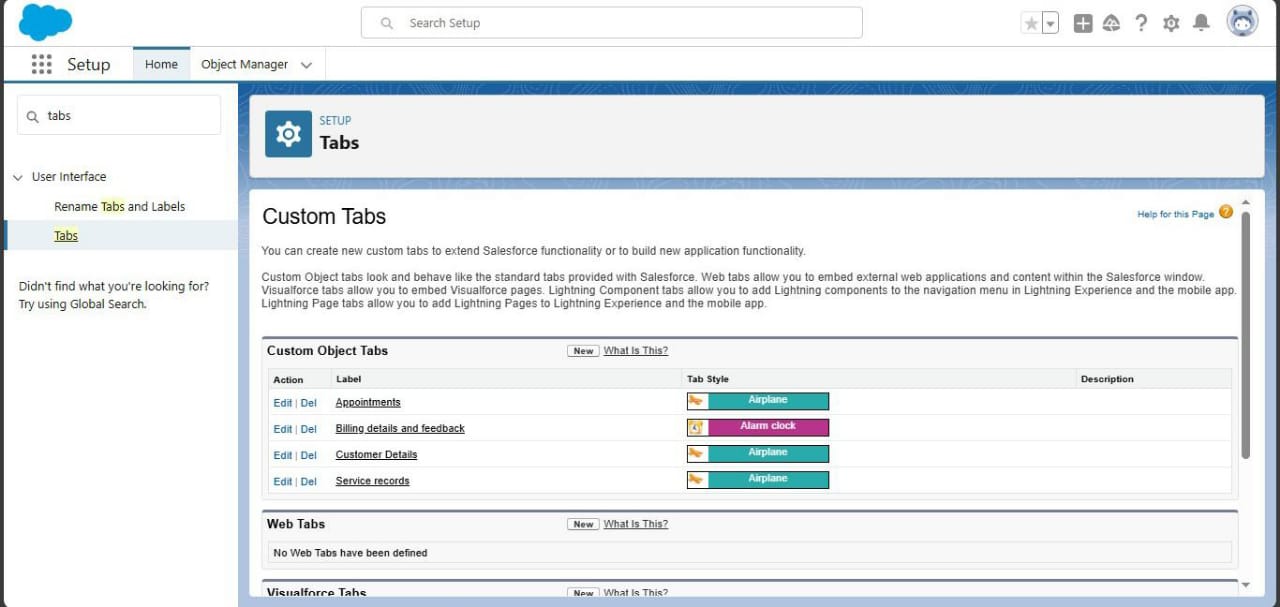 Search Setup
Setup
Home
Object Manager
tabs
User Interface
Rename Tabs and Labels
Tabs
Didn't find what you're looking for?
Try using Global Search.
SETUP
Tabs
Custom Tabs
Help for this Page
You can create new custom tabs to extend Salesforce functionality or to build new application functionality.
Custom Object tabs look and behave like the standard tabs provided with Salesforce. Web tabs allow you to embed external web applications and content within the Salesforce window.
Visualforce tabs allow you to embed Visualforce pages. Lightning Component tabs allow you to add Lightning components to the navigation menu in Lightning Experience and the mobile app.
Lightning Page tabs allow you to add Lightning Pages to Lightning Experience and the mobile app.
Custom Object Tabs New What Is This?
Action Label Tab Style Description
Edit | Del Appointments Airplane
Edit | Del Billing details and feedback Alarm clock
Edit | Del Customer Details Airplane
Edit | Del Service records Airplane
Web Tabs New What Is This?
No Web Tabs have been defined
Visualforce Tabs New What Is This?